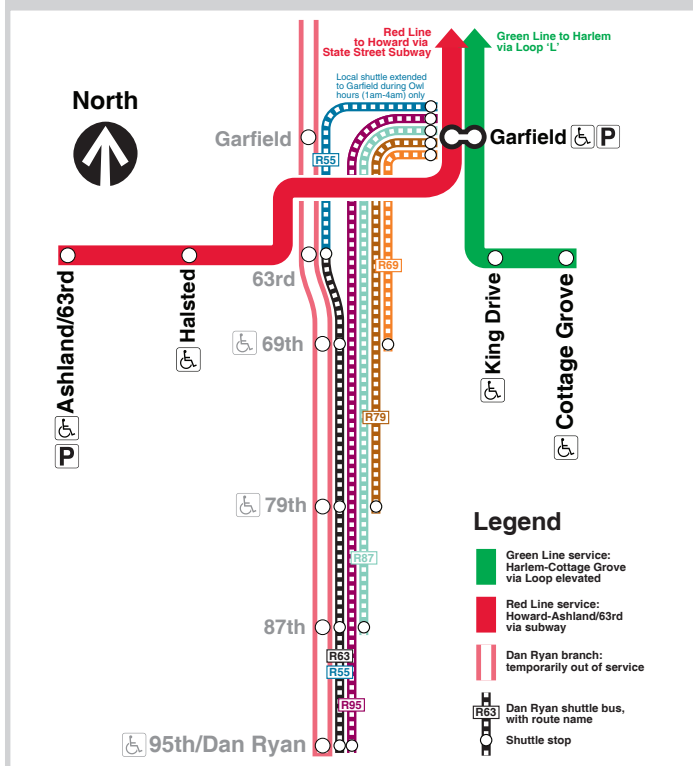 Red Line
to Howard via
State Street Subway
Green Line to Harlem
via Loop ‘L’
Local shuttle extended
to Garfield during Owl
hours (1am-4am) only
North
Garfield
R55
Garfield
P
63rd
R69
Ashland/63rd
P
Halsted
King Drive
Cottage Grove
69th
R79
79th
R87
87th
R63
R55
R95
95th/Dan Ryan
Legend
Green Line service:
Harlem-Cottage Grove
via Loop elevated
Red Line service:
Howard-Ashland/63rd
via subway
Dan Ryan branch:
temporarily out of service
R63
Dan Ryan shuttle bus,
with route name
Shuttle stop